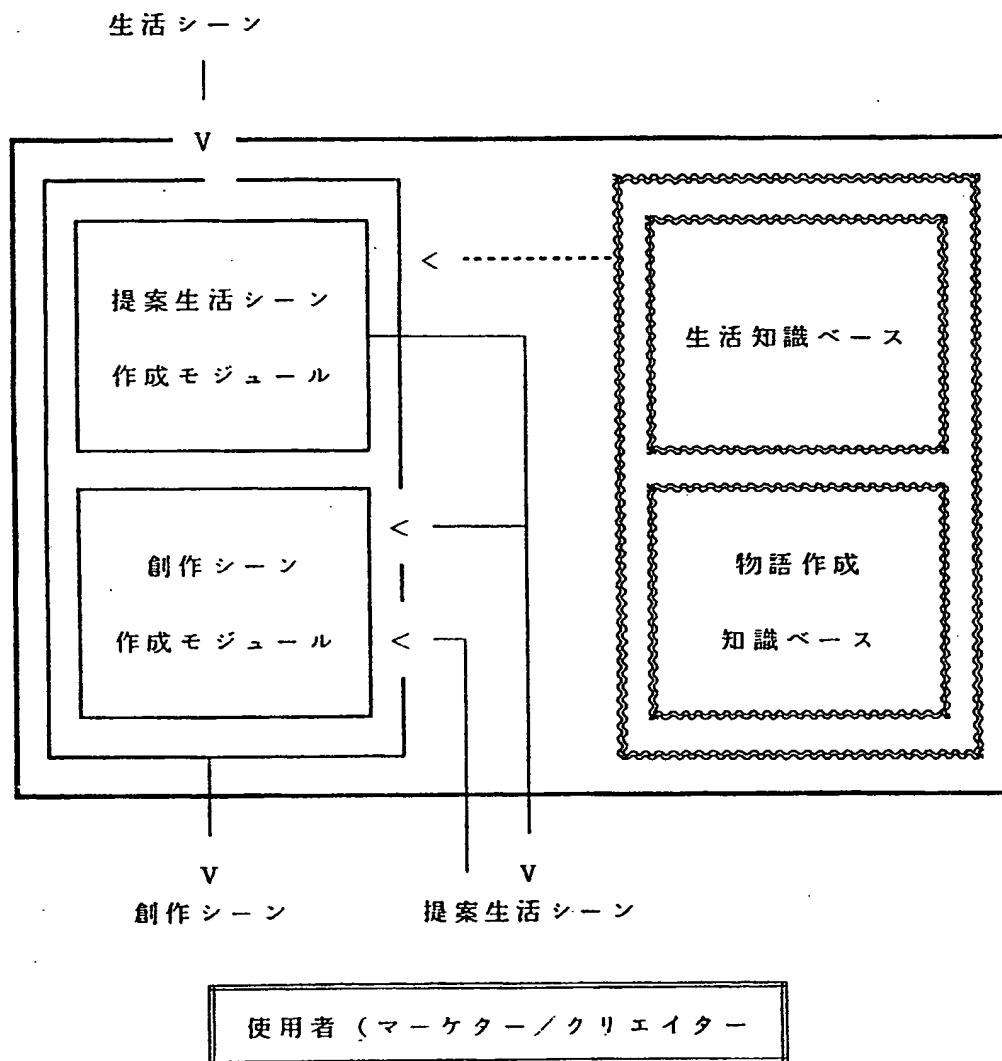 生活シーン
V
提案生活シーン
作成モジュール
<
生活知識ベース
創作シーン
作成モジュール
<
<
物語作成
知識ベース
V
V
創作シーン
提案生活シーン
使用者(マーケター/クリエイター